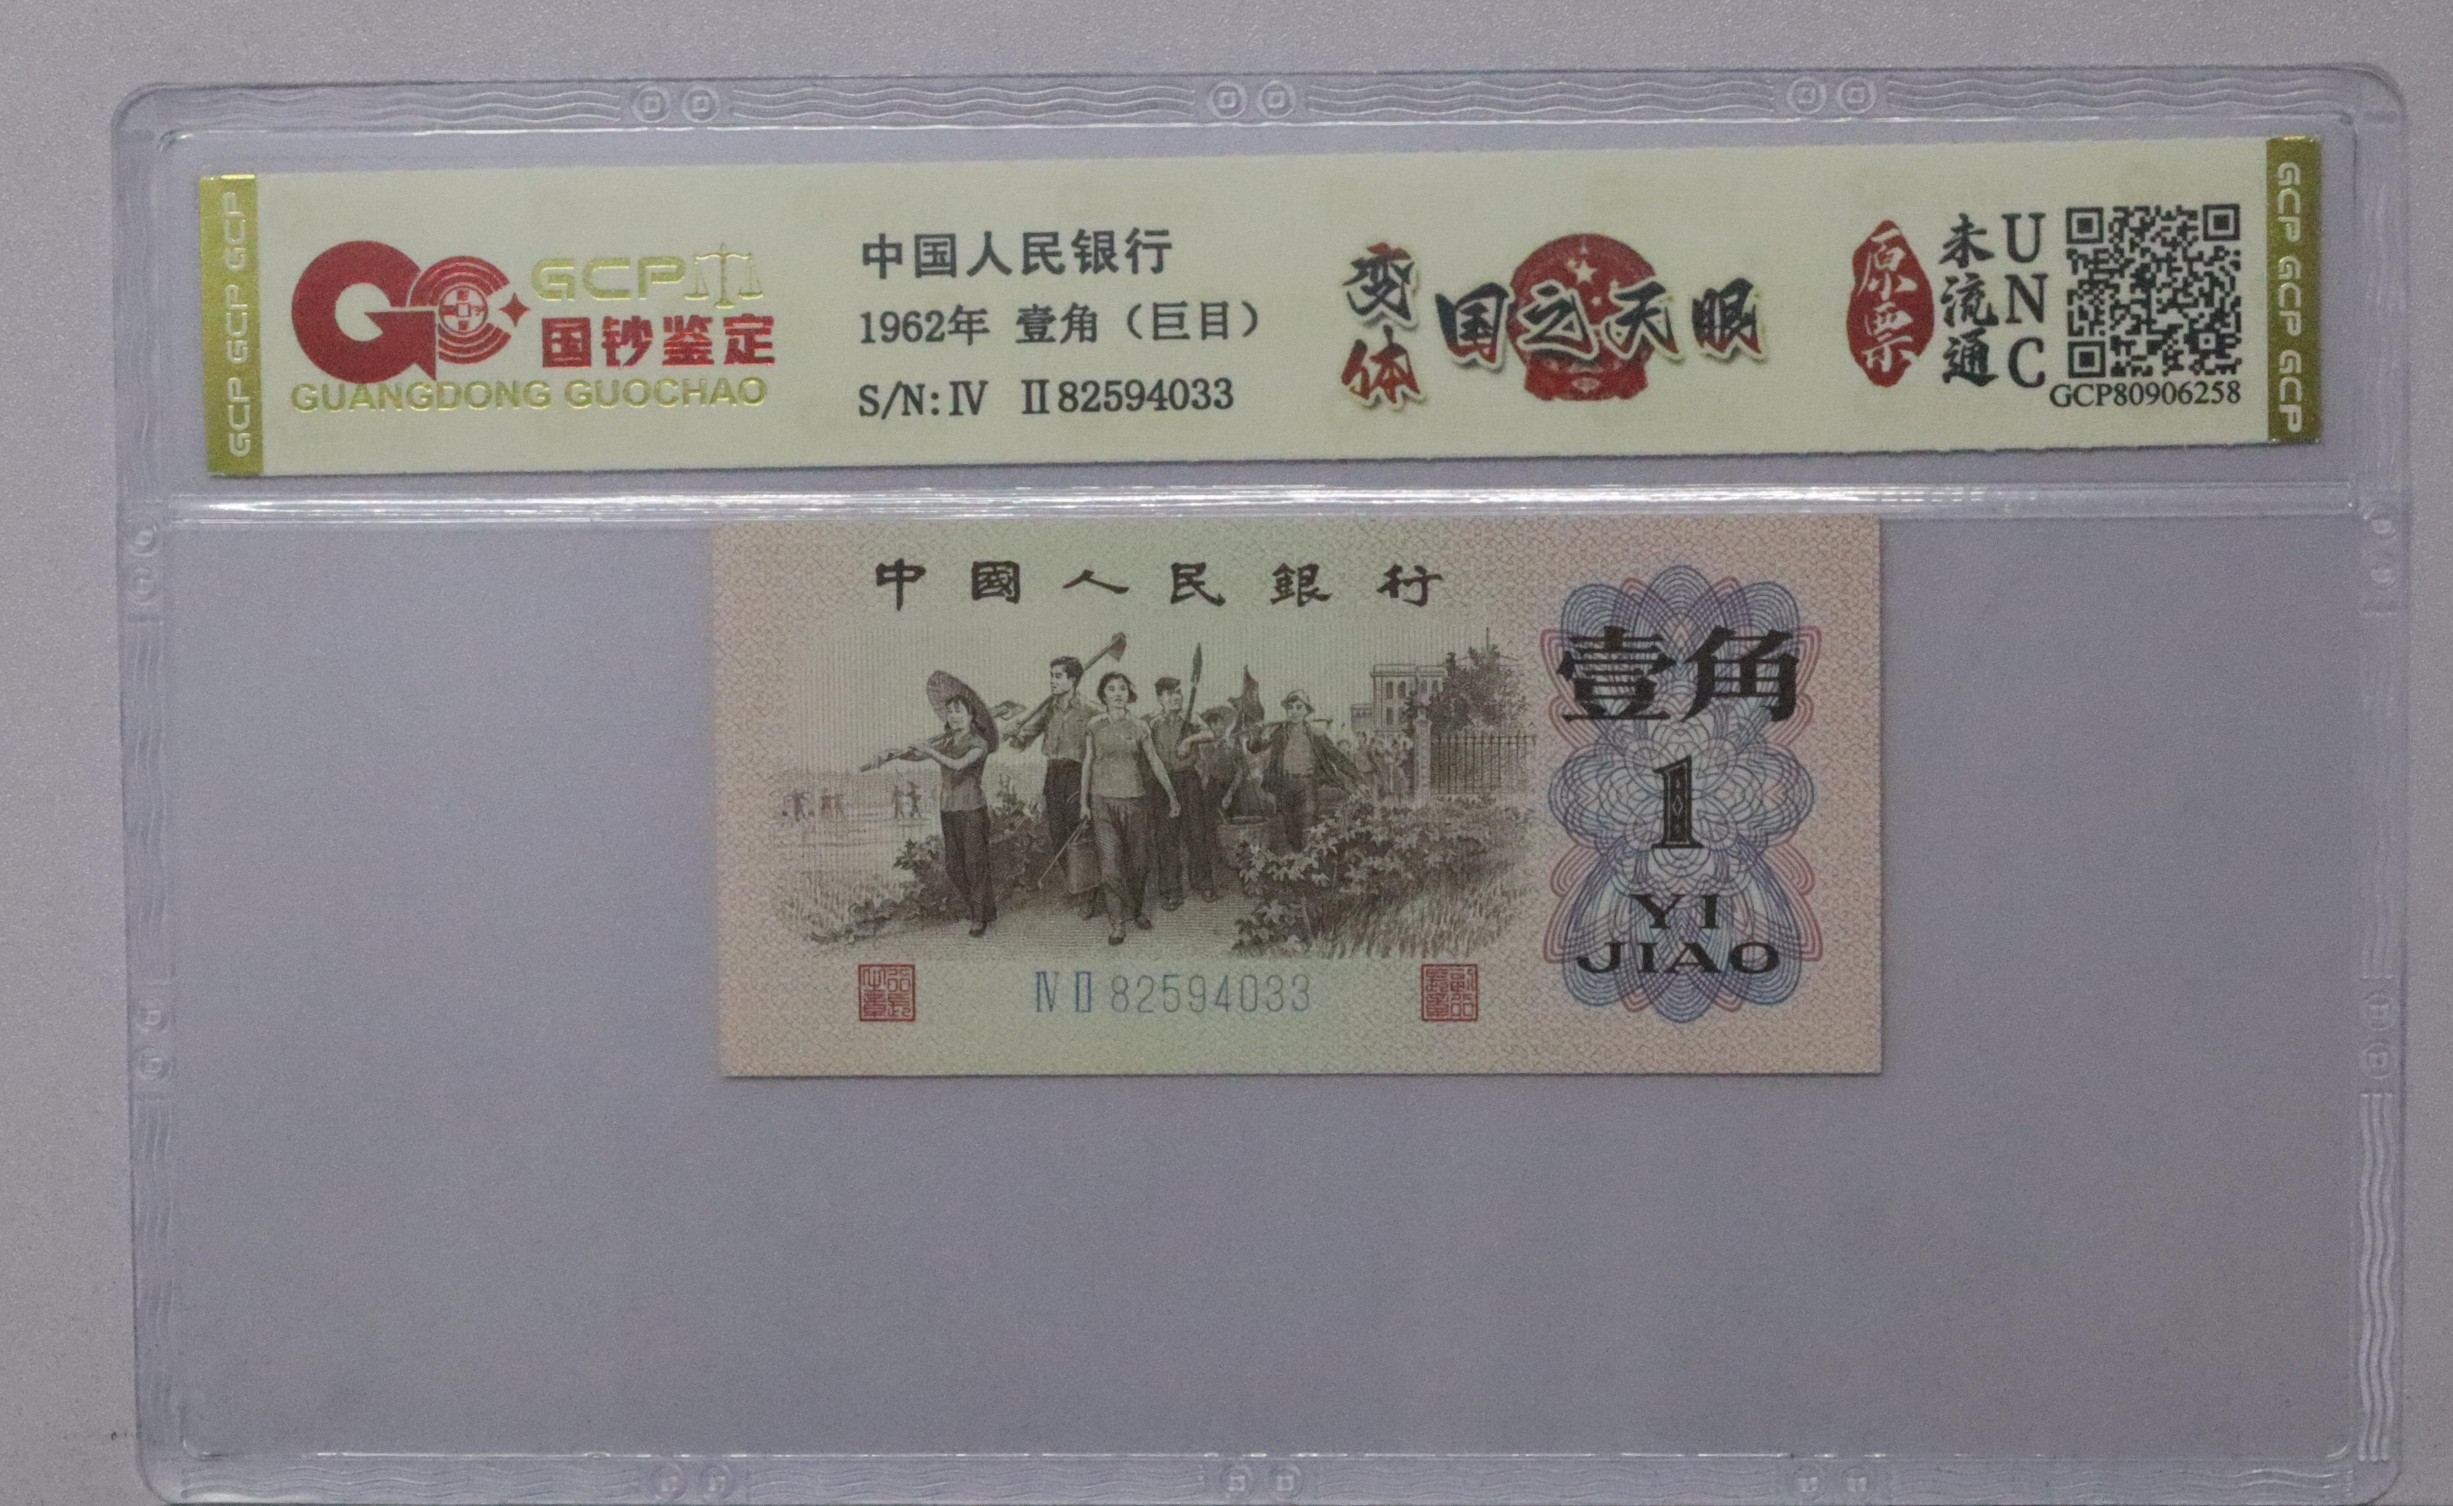 GCP GCP GCP
GCP
国钞鉴定
GUANGDONG GUOCHAO
中国人民银行
1962年 壹角（巨目）
S/N: IV II 82594033
变体
国之天眼
原票
未流通
UNC
GCP80906258
GCP GCP GCP
中國人民銀行
壹角
1
YI
JIAO
IV II 82594033